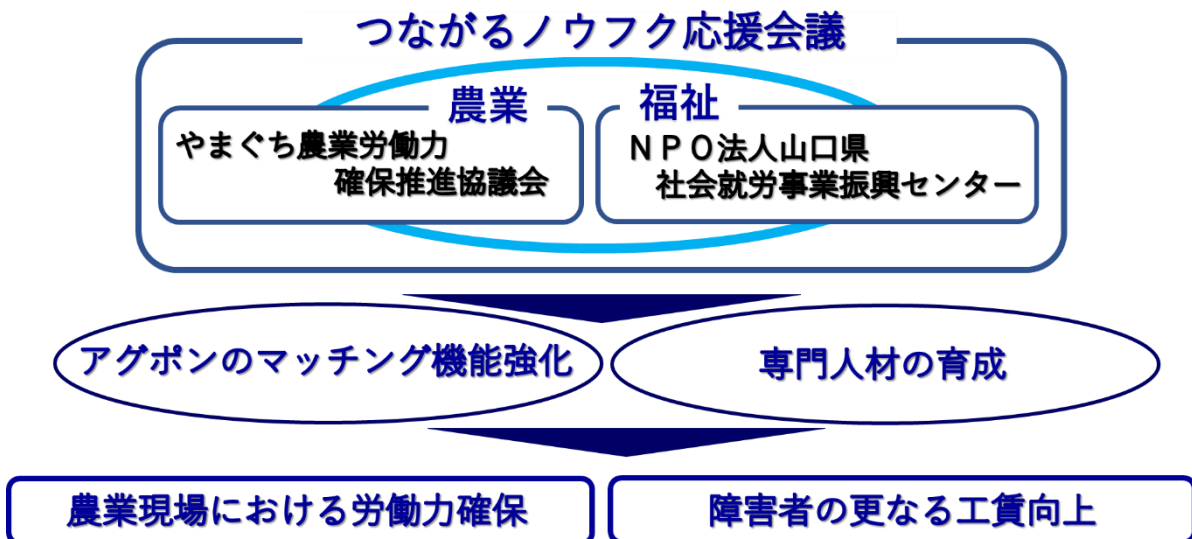 つながるノウフク応援会議
農業
やまぐち農業労働力
確保推進協議会
福祉
ＮＰＯ法人山口県
社会就労事業振興センター
アグポンのマッチング機能強化
専門人材の育成
農業現場における労働力確保
障害者の更なる工賃向上